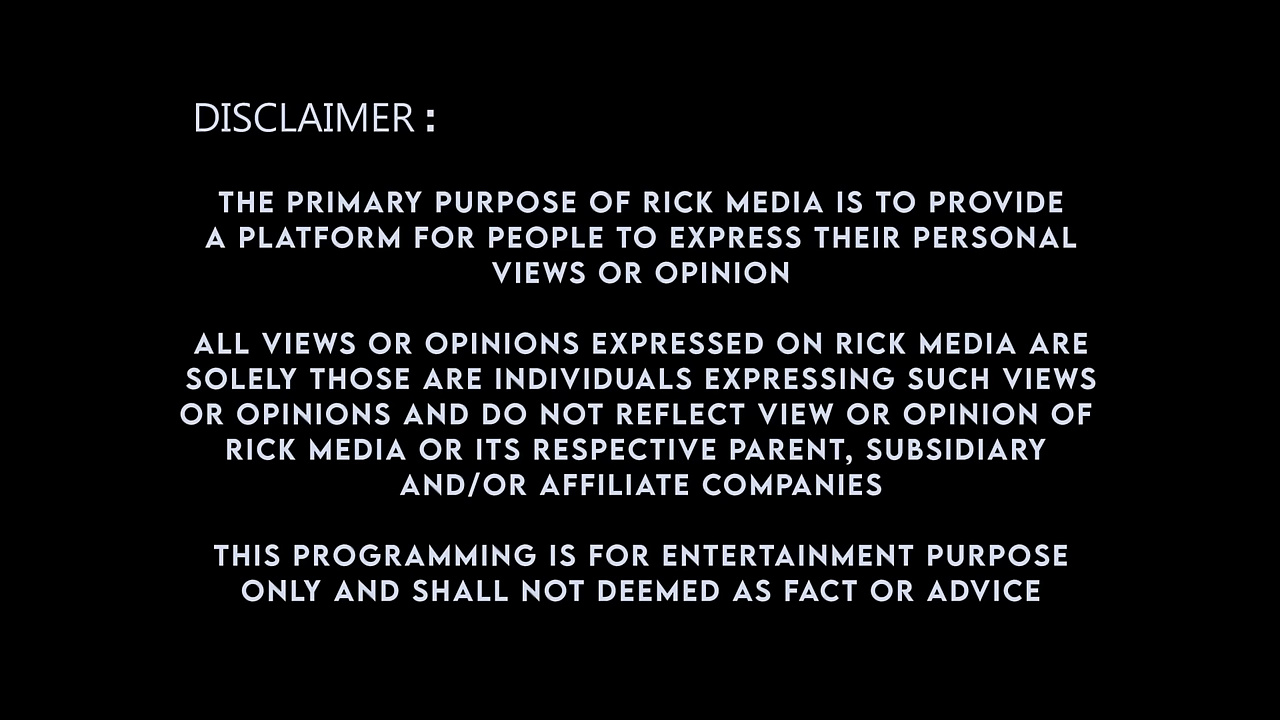 DISCLAIMER :
THE PRIMARY PURPOSE OF RICK MEDIA IS TO PROVIDE
A PLATFORM FOR PEOPLE TO EXPRESS THEIR PERSONAL
VIEWS OR OPINION
ALL VIEWS OR OPINIONS EXPRESSED ON RICK MEDIA ARE
SOLELY THOSE ARE INDIVIDUALS EXPRESSING SUCH VIEWS
OR OPINIONS AND DO NOT REFLECT VIEW OR OPINION OF
RICK MEDIA OR ITS RESPECTIVE PARENT, SUBSIDIARY
AND/OR AFFILIATE COMPANIES
THIS PROGRAMMING IS FOR ENTERTAINMENT PURPOSE
ONLY AND SHALL NOT DEEMED AS FACT OR ADVICE